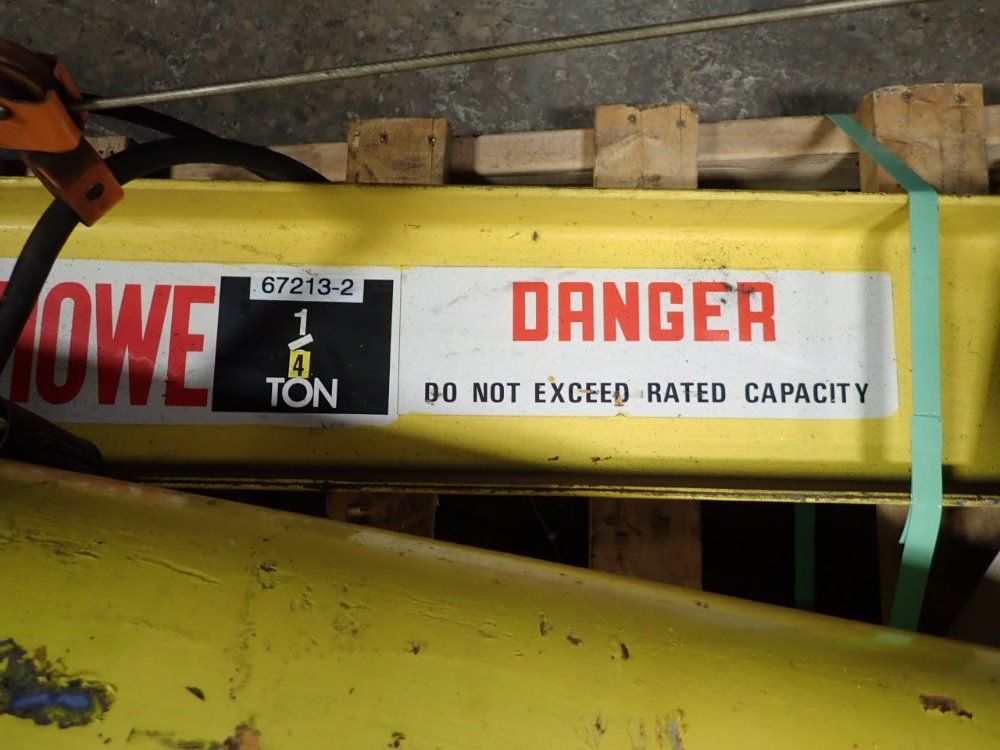 HOWE
67213-2
1/4
TON
DANGER
DO NOT EXCEED RATED CAPACITY